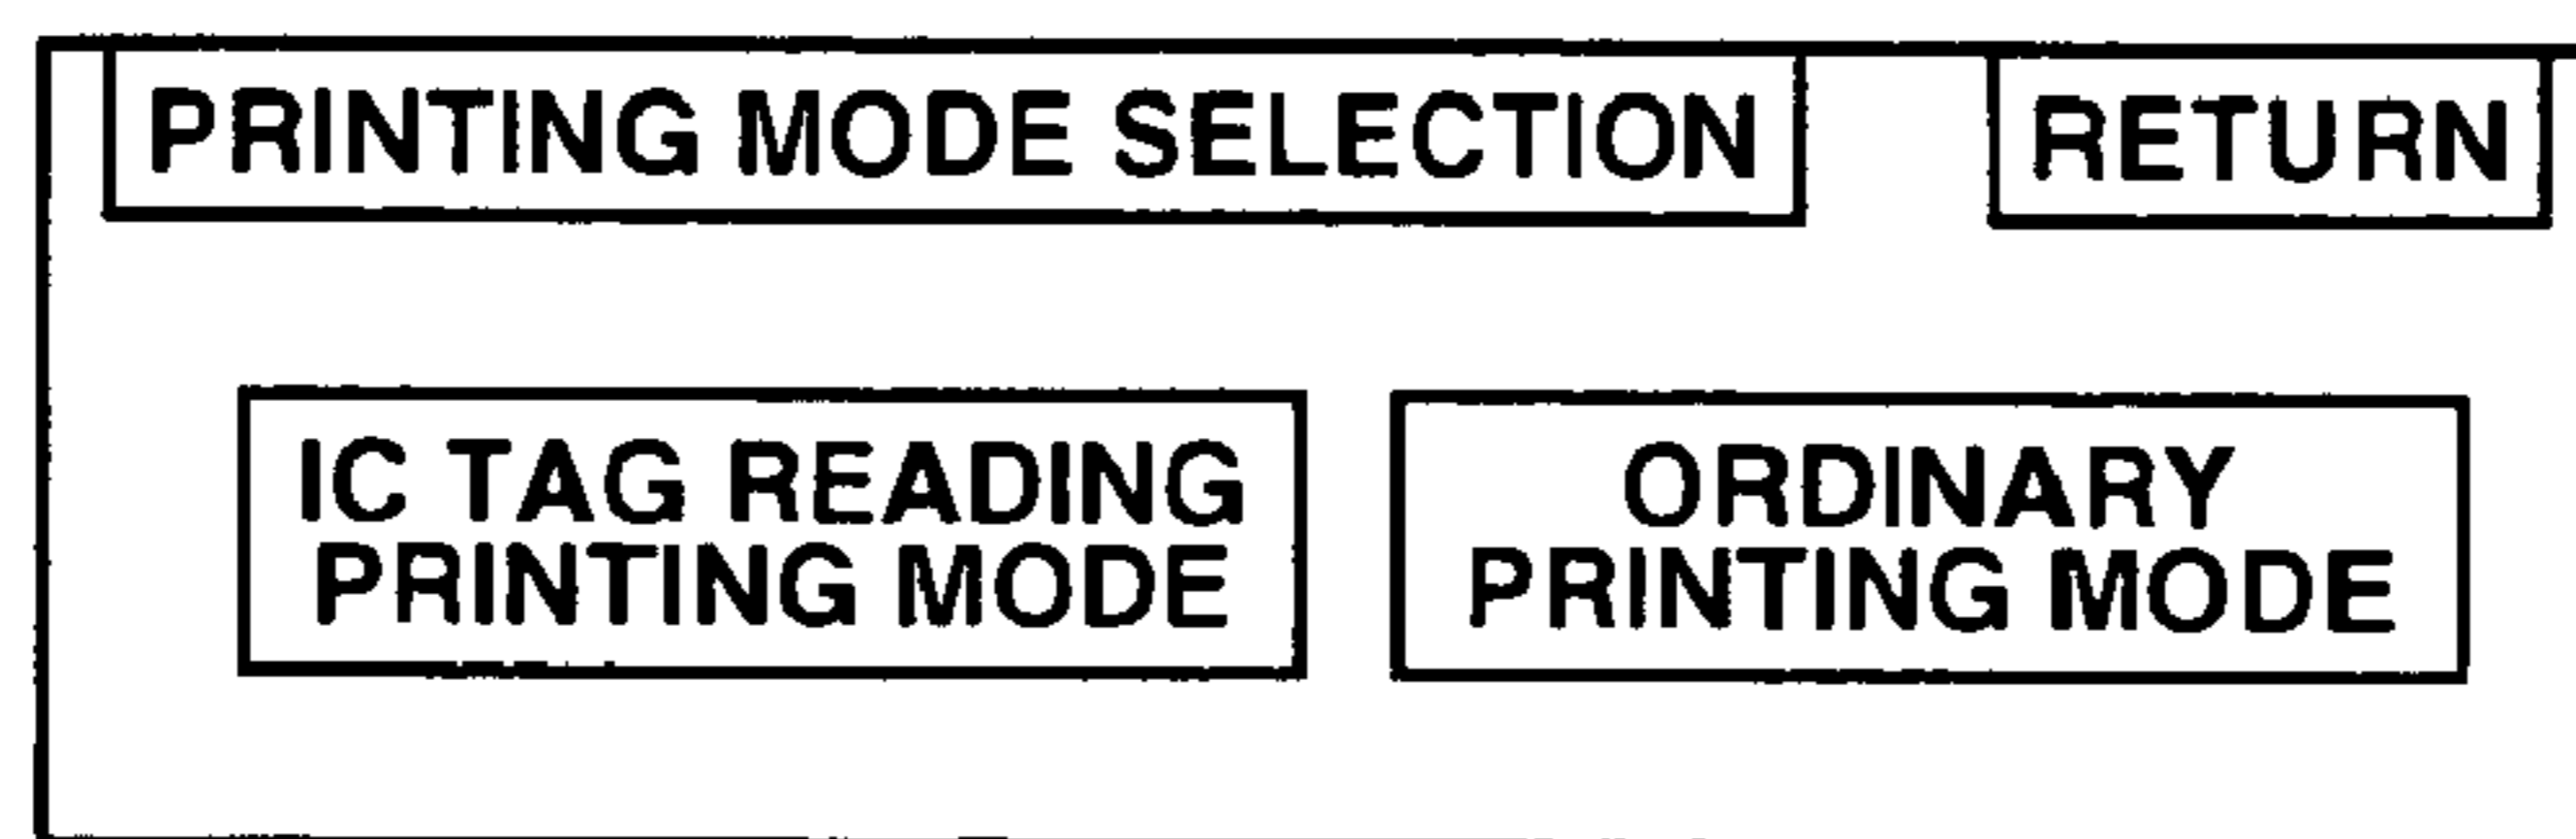 PRINTING MODE SELECTION
RETURN
IC TAG READING
PRINTING MODE
ORDINARY
PRINTING MODE